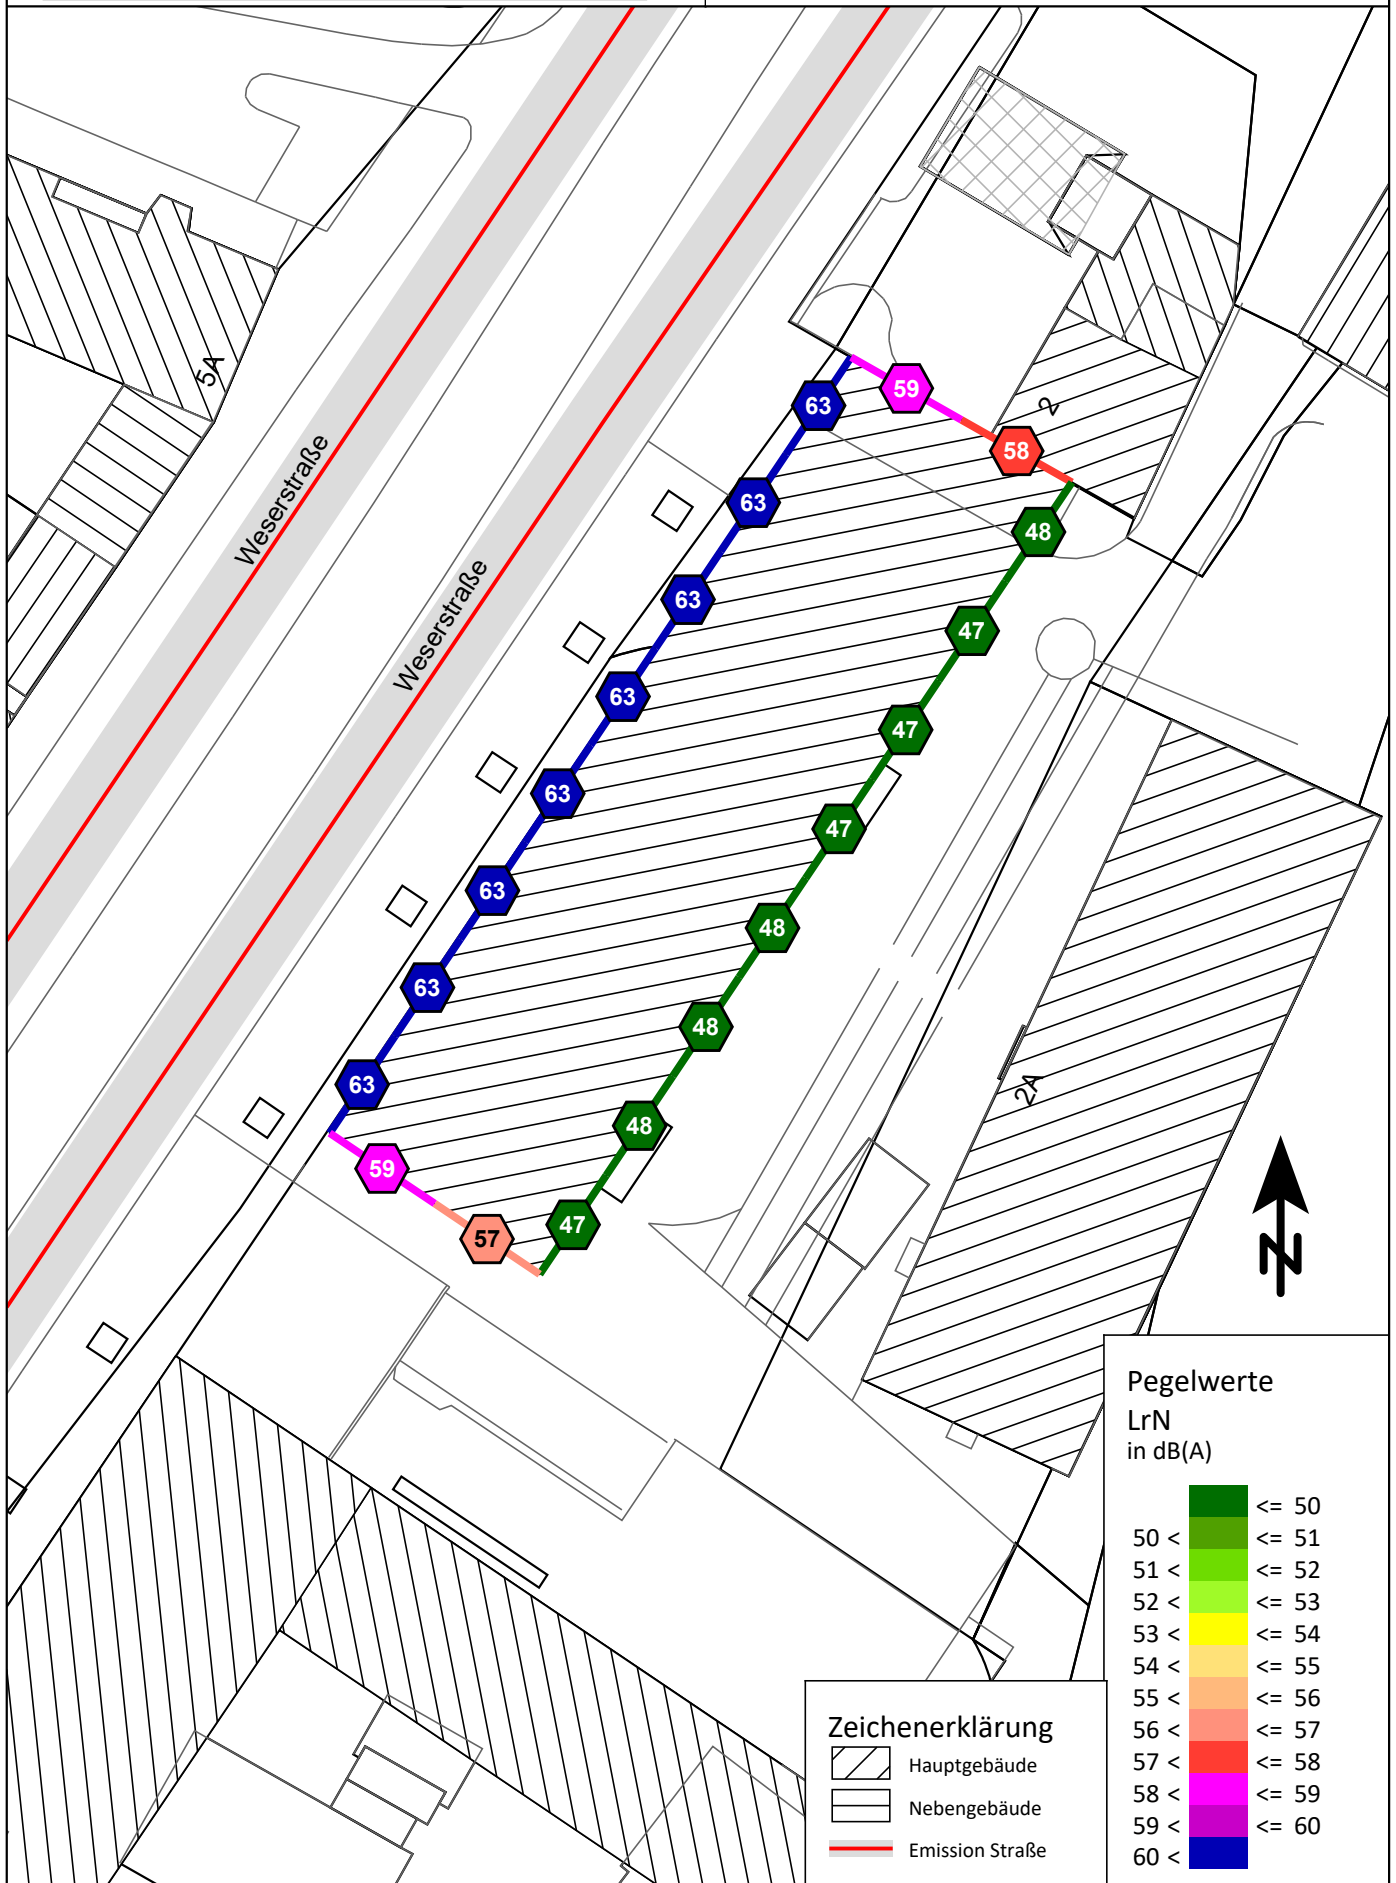 5A
Weserstraße
Weserstraße
2
2A
59
63
58
63
48
63
47
63
47
63
47
63
48
63
48
63
48
59
47
57
N
Pegelwerte
LrN
in dB(A)
<= 50
50 < <= 51
51 < <= 52
52 < <= 53
53 < <= 54
54 < <= 55
55 < <= 56
56 < <= 57
57 < <= 58
58 < <= 59
59 < <= 60
60 <
Zeichenerklärung
Hauptgebäude
Nebengebäude
Emission Straße